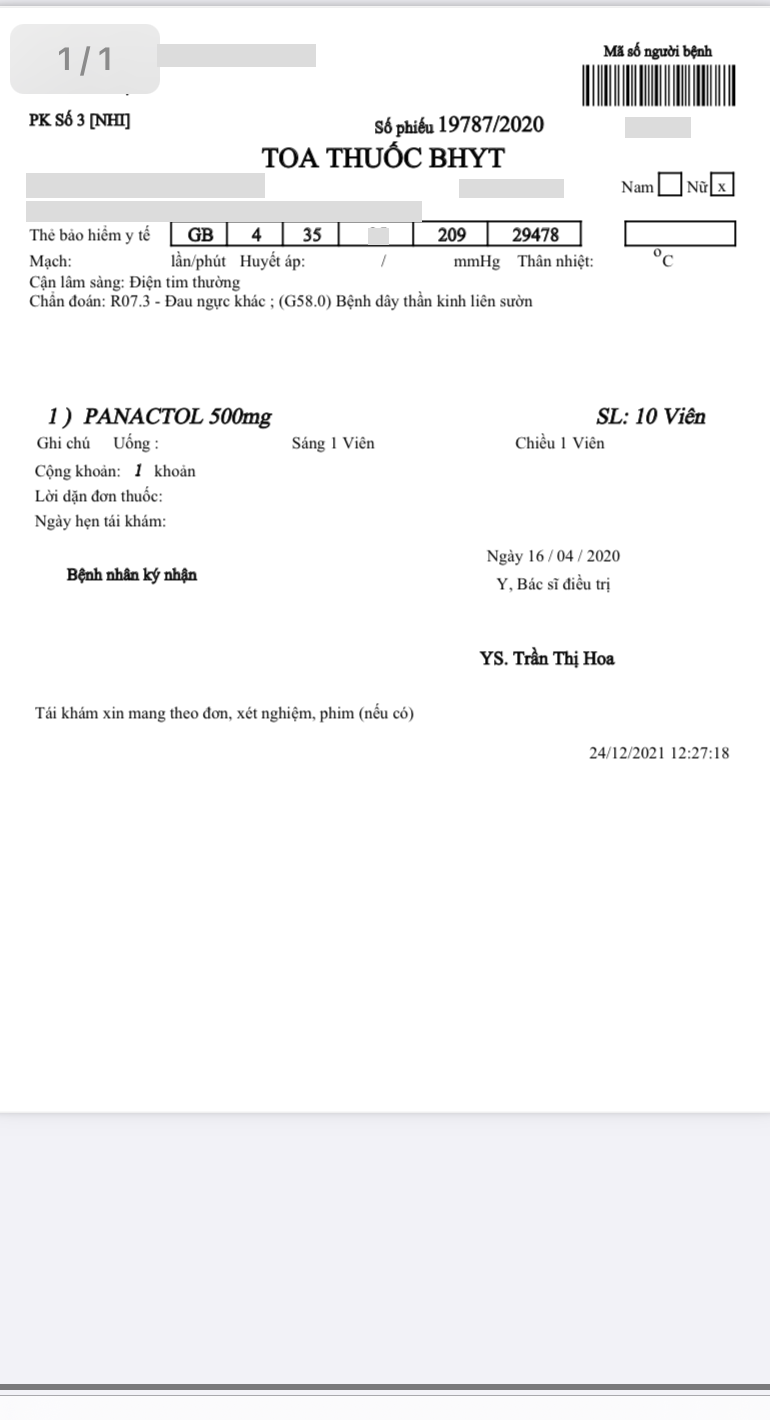 1/1
Mã số người bệnh
PK Số 3 [NHI]
Số phiếu 19787/2020
TOA THUỐC BHYT
Nam Nữ x
Thẻ bảo hiểm y tế GB 4 35 209 29478
Mạch: lần/phút Huyết áp: / mmHg Thân nhiệt: °C
Cận lâm sàng: Điện tim thường
Chẩn đoán: R07.3 - Đau ngực khác ; (G58.0) Bệnh dây thần kinh liên sườn
1 ) PANACTOL 500mg SL: 10 Viên
Ghi chú Uống : Sáng 1 Viên Chiều 1 Viên
Cộng khoản: 1 khoản
Lời dặn đơn thuốc:
Ngày hẹn tái khám:
Ngày 16 / 04 / 2020
Bệnh nhân ký nhận
Y, Bác sĩ điều trị
YS. Trần Thị Hoa
Tái khám xin mang theo đơn, xét nghiệm, phim (nếu có)
24/12/2021 12:27:18